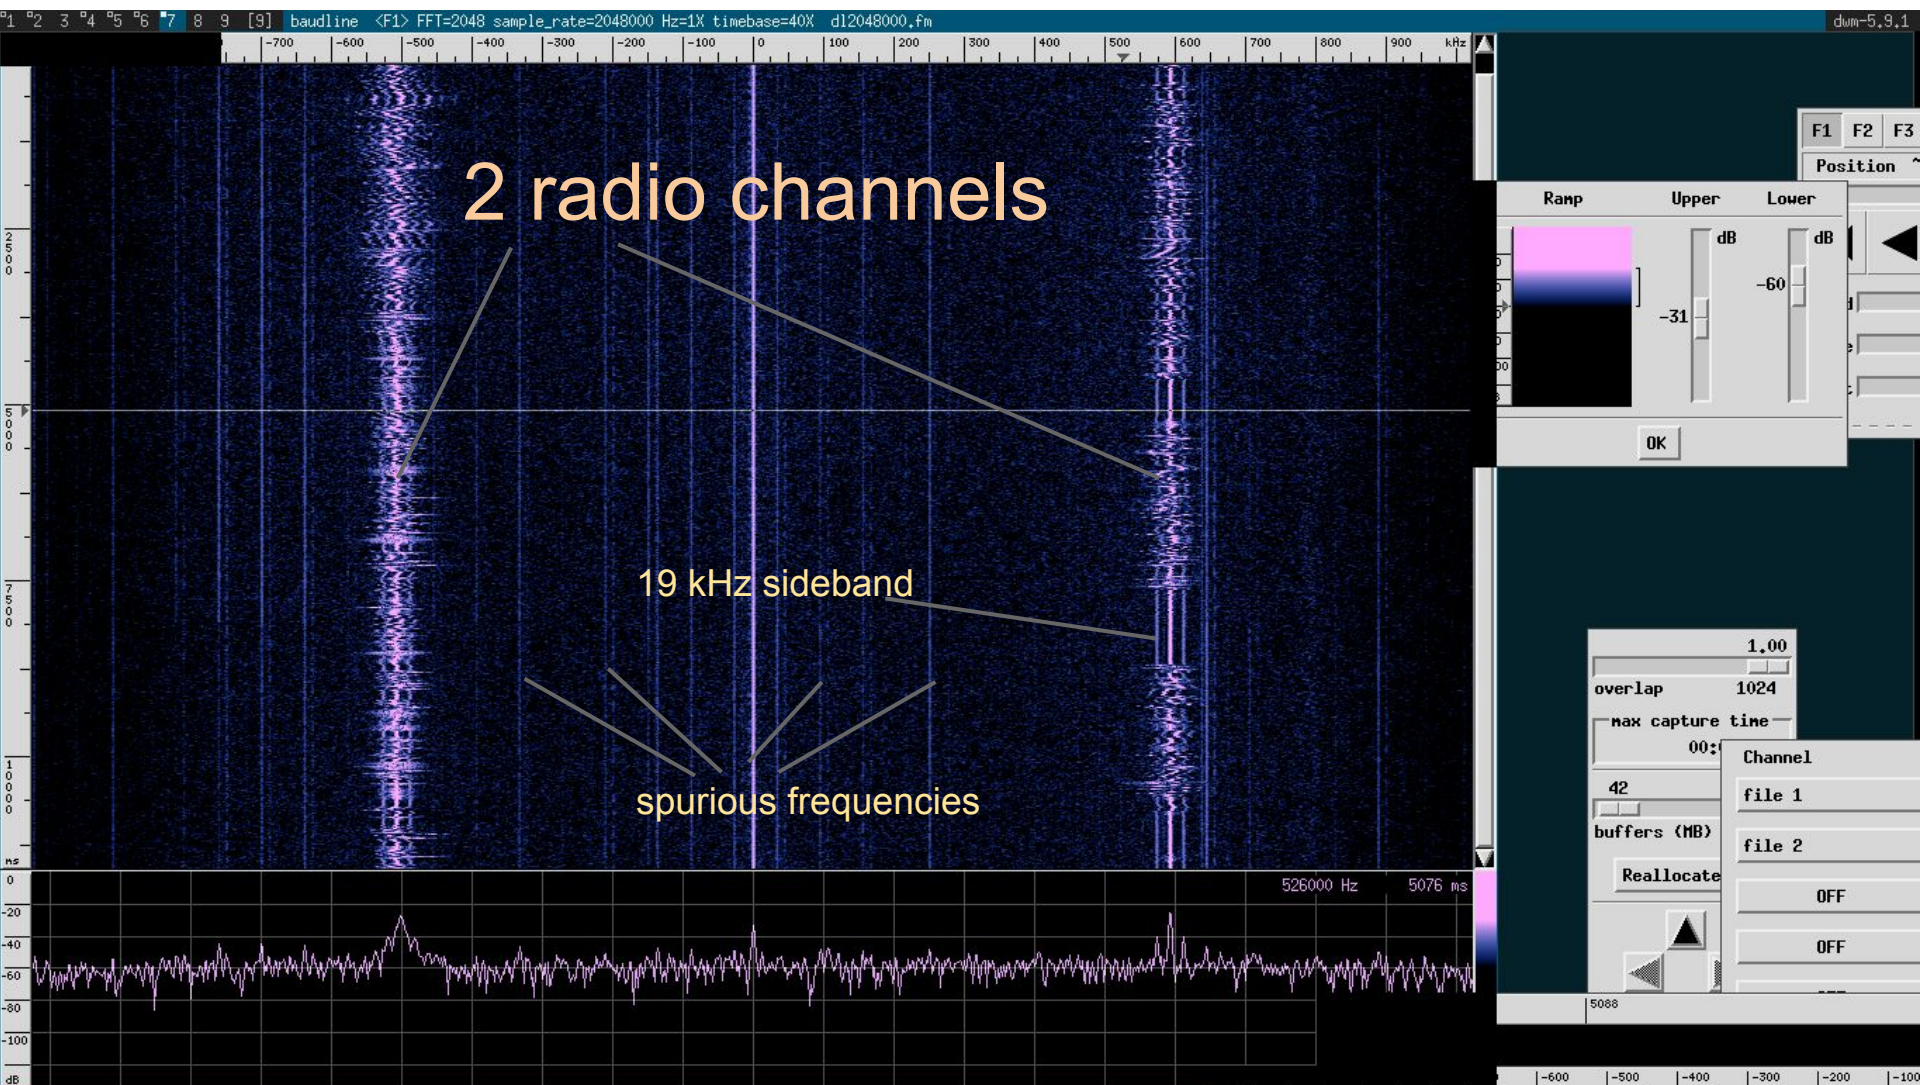 1 2 3 4 5 6 7 8 9 [9] baudline <F1> FFT=2048 sample_rate=2048000 Hz=1X timebase=40X dl2048000.fm dwm-5.9.1
-700 -600 -500 -400 -300 -200 -100 0 100 200 300 400 500 600 700 800 900 kHz
F1 F2 F3
Position ~
Ramp Upper Lower
2 radio channels
dB dB
2500
-60
-31
5000
OK
19 kHz sideband
7500
1.00
overlap 1024
max capture time
00:
Channel
10000
42
file 1
spurious frequencies
buffers (MB)
file 2
ms
Reallocate
0
526000 Hz 5076 ms
OFF
-20
-40
OFF
-60
-80
5088
-100
dB
-600 -500 -400 -300 -200 -100